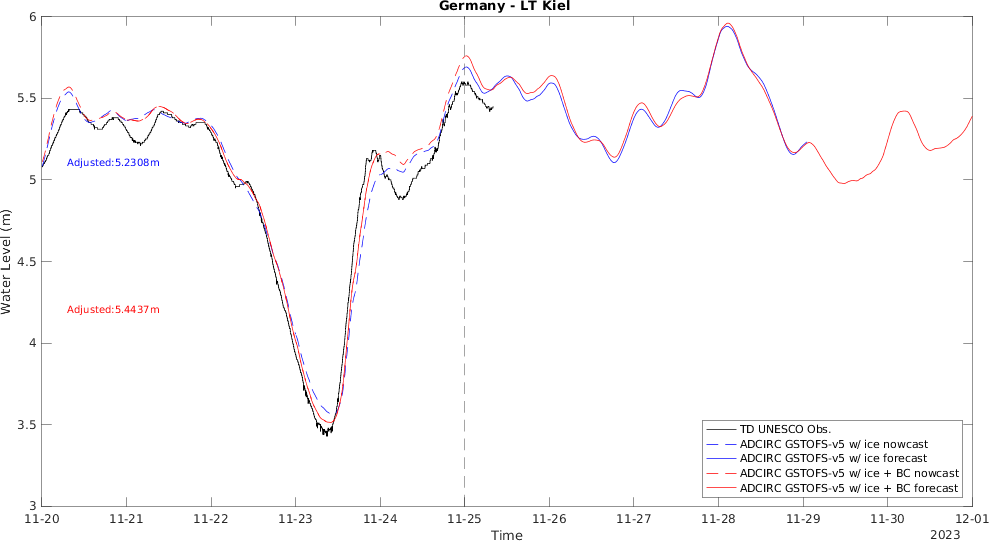 Germany - LT Kiel
6
5.5
5
4.5
4
3.5
3
Water Level (m)
Adjusted:5.2308m
Adjusted:5.4437m
TD UNESCO Obs.
ADCIRC GSTOFS-v5 w/ ice nowcast
ADCIRC GSTOFS-v5 w/ ice forecast
ADCIRC GSTOFS-v5 w/ ice + BC nowcast
ADCIRC GSTOFS-v5 w/ ice + BC forecast
11-20 11-21 11-22 11-23 11-24 11-25 11-26 11-27 11-28 11-29 11-30 12-01
Time
2023